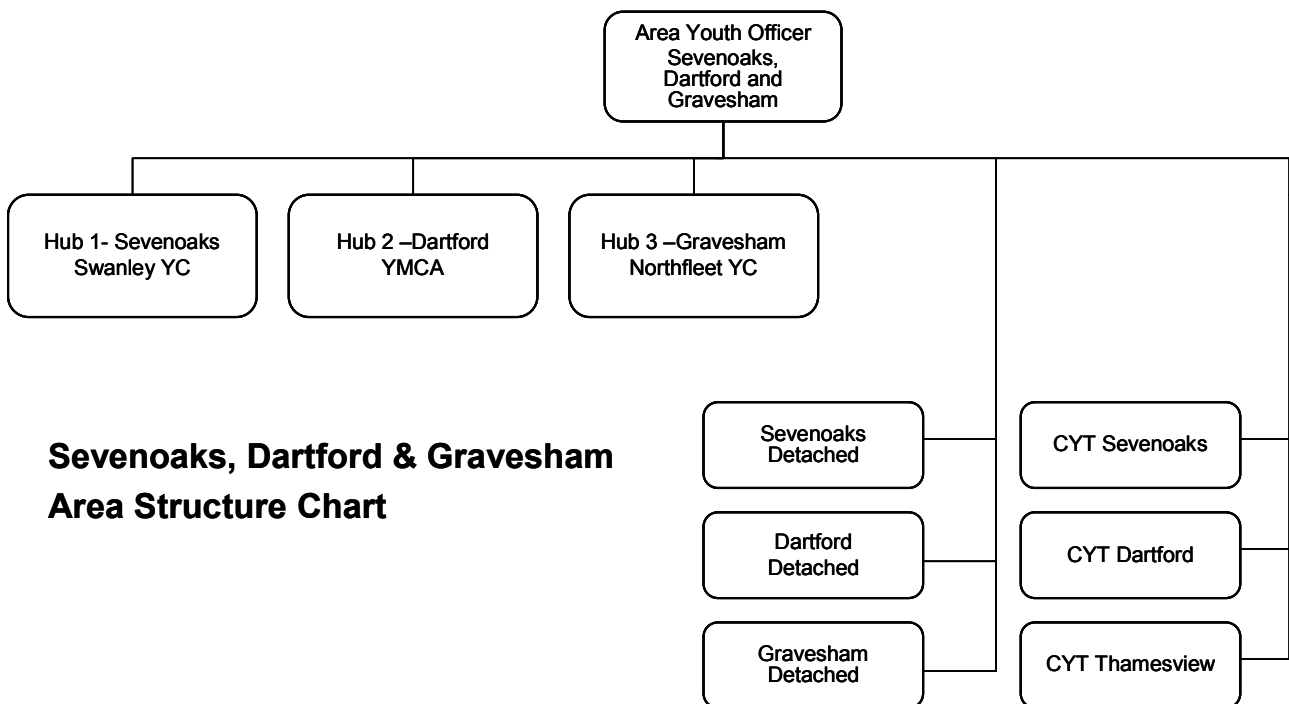 Area Youth Officer
Sevenoaks,
Dartford and
Gravesham
Hub 1- Sevenoaks
Swanley YC
Hub 2 –Dartford
YMCA
Hub 3 –Gravesham
Northfleet YC
Sevenoaks, Dartford & Gravesham
Area Structure Chart
Sevenoaks
Detached
Dartford
Detached
Gravesham
Detached
CYT Sevenoaks
CYT Dartford
CYT Thamesview